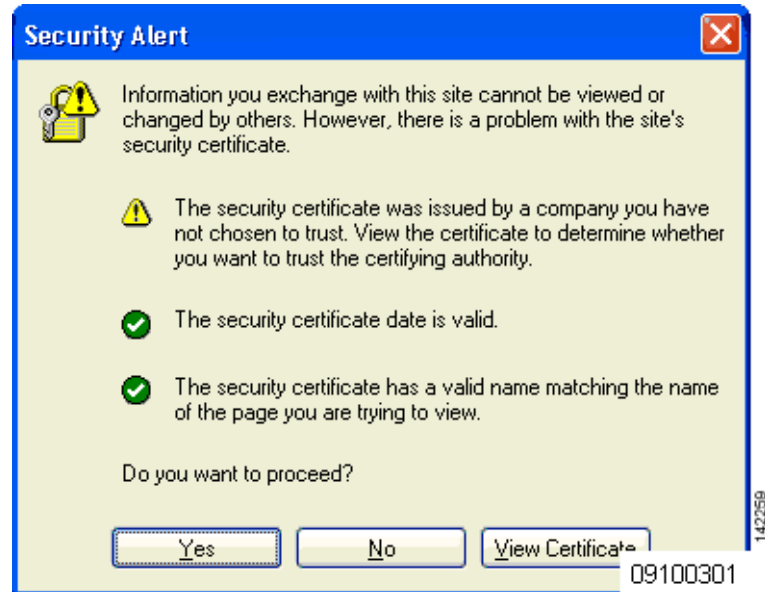 Security Alert
Information you exchange with this site cannot be viewed or
changed by others. However, there is a problem with the site's
security certificate.
The security certificate was issued by a company you have
not chosen to trust. View the certificate to determine whether
you want to trust the certifying authority.
The security certificate date is valid.
The security certificate has a valid name matching the name
of the page you are trying to view.
Do you want to proceed?
Yes
No
View Certificate
142259
09100301